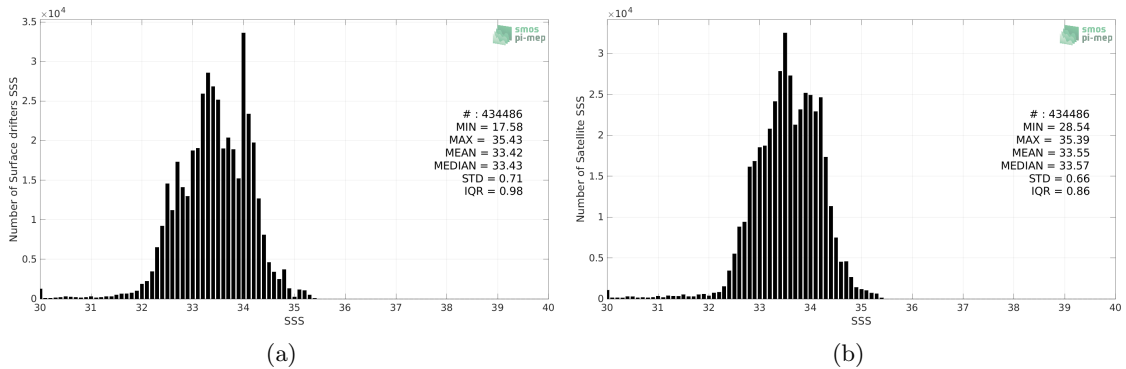 ×10⁴
3.5
3
2.5
2
1.5
1
0.5
0
Number of Surface drifters SSS
smos
pi-mep
# : 434486
MIN = 17.58
MAX = 35.43
MEAN = 33.42
MEDIAN = 33.43
STD = 0.71
IQR = 0.98
30 31 32 33 34 35 36 37 38 39 40
SSS
(a)
×10⁴
3
2.5
2
1.5
1
0.5
0
Number of Satellite SSS
smos
pi-mep
# : 434486
MIN = 28.54
MAX = 35.39
MEAN = 33.55
MEDIAN = 33.57
STD = 0.66
IQR = 0.86
30 31 32 33 34 35 36 37 38 39 40
SSS
(b)